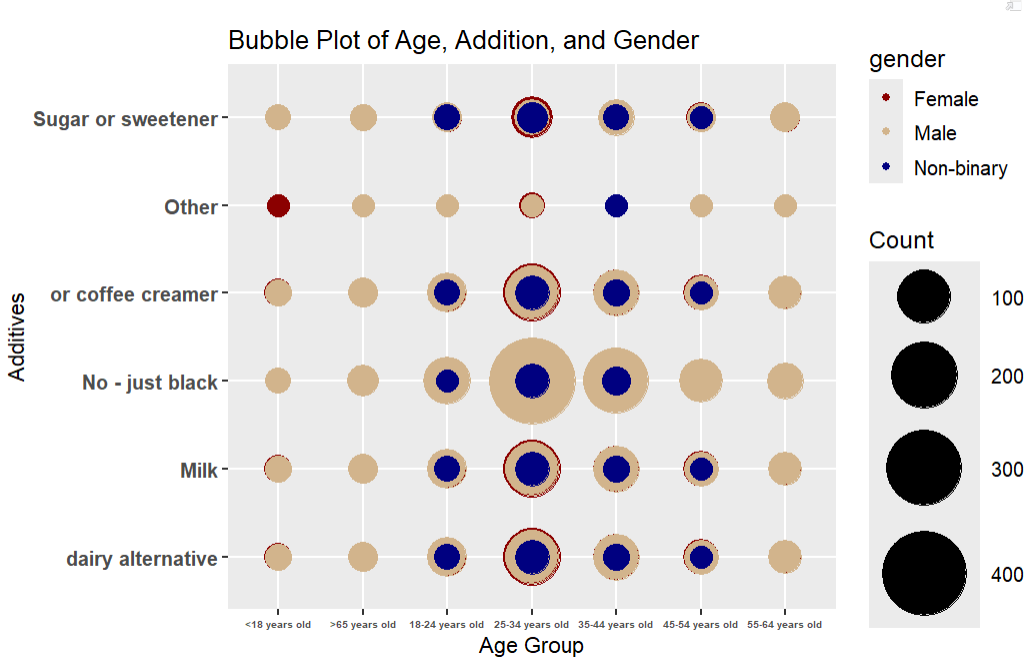 Bubble Plot of Age, Addition, and Gender
Additives
Sugar or sweetener
Other
or coffee creamer
No - just black
Milk
dairy alternative
<18 years old >65 years old 18-24 years old 25-34 years old 35-44 years old 45-54 years old 55-64 years old
Age Group
gender
Female
Male
Non-binary
Count
100
200
300
400